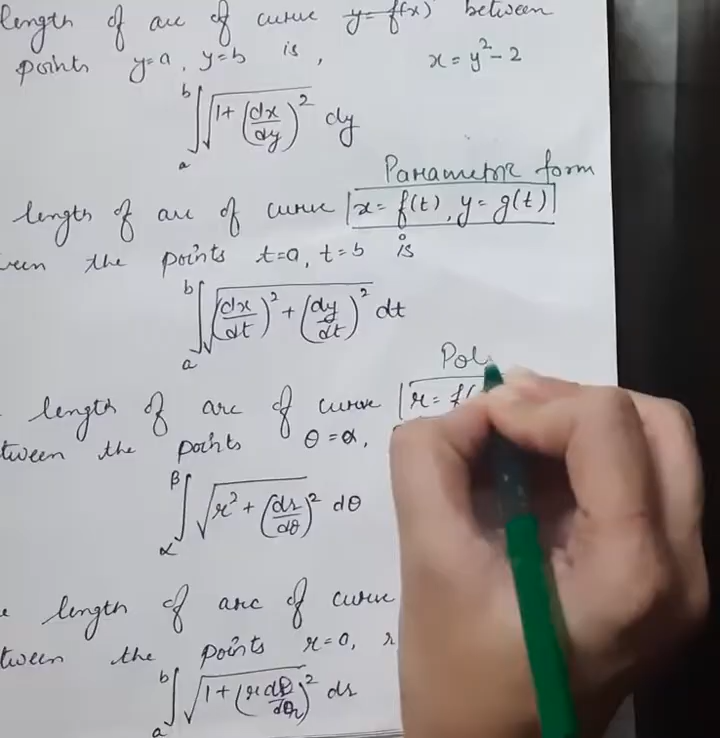 length of arc of curve y=f(x) between
points y=a, y=b is, x = y² - 2
∫ₐᵇ √(1+(dx/dy)²) dy
Parametric form
length of arc of curve x = f(t), y = g(t)
the points t=a, t=b is
∫ₐᵇ √((dx/dt)² + (dy/dt)²) dt
Pol
length of arc of curve r = f(
between the points θ = α,
∫_α^β √(r² + (dr/dθ)²) dθ
length of arc of curve
between the points r=a, r
∫ₐᵇ √(1+(r dθ/dr)²) dr